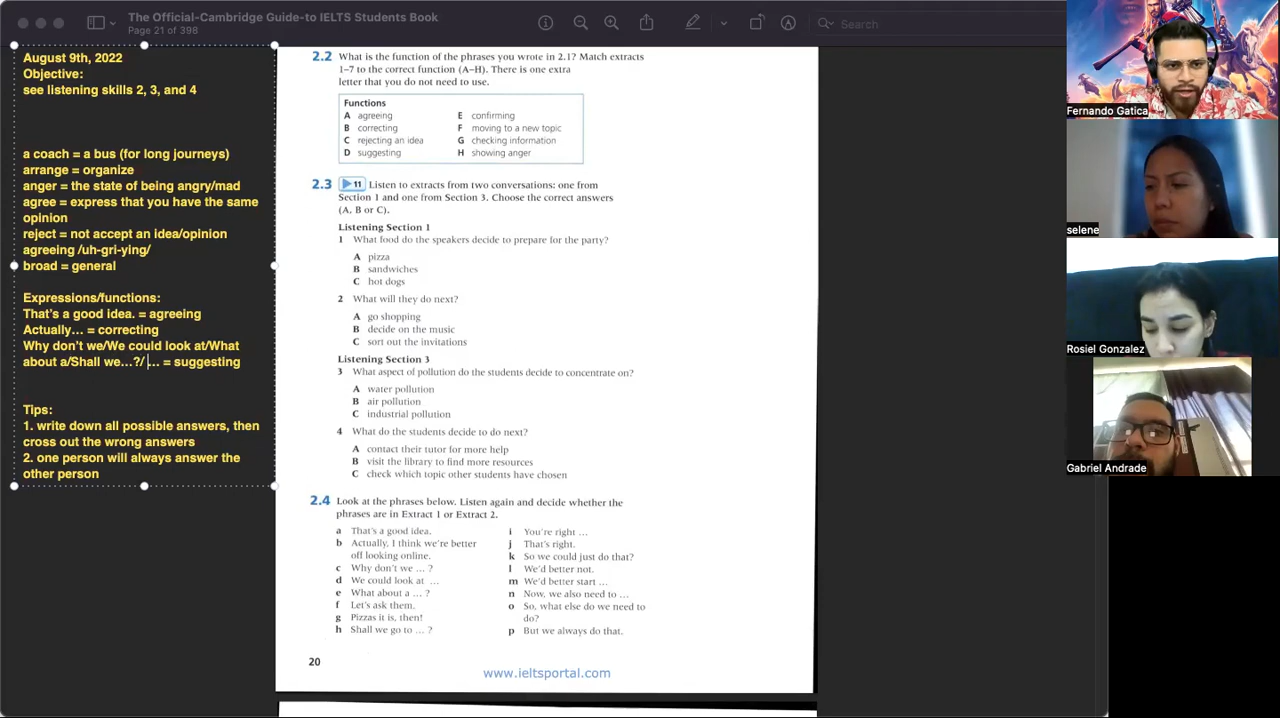 The Official-Cambridge Guide-to IELTS Students Book
Page 21 of 398
Search
August 9th, 2022
Objective:
see listening skills 2, 3, and 4
a coach = a bus (for long journeys)
arrange = organize
anger = the state of being angry/mad
agree = express that you have the same
opinion
reject = not accept an idea/opinion
agreeing /uh-gri-ying/
broad = general
Expressions/functions:
That's a good idea. = agreeing
Actually... = correcting
Why don't we/We could look at/What
about a/Shall we...?/ ... = suggesting
Tips:
1. write down all possible answers, then
cross out the wrong answers
2. one person will always answer the
other person
2.2 What is the function of the phrases you wrote in 2.1? Match extracts
1–7 to the correct function (A–H). There is one extra
letter that you do not need to use.
Functions
A agreeing
B correcting
C rejecting an idea
D suggesting
E confirming
F moving to a new topic
G checking information
H showing anger
2.3 11 Listen to extracts from two conversations: one from
Section 1 and one from Section 3. Choose the correct answers
(A, B or C).
Listening Section 1
1 What food do the speakers decide to prepare for the party?
A pizza
B sandwiches
C hot dogs
2 What will they do next?
A go shopping
B decide on the music
C sort out the invitations
Listening Section 3
3 What aspect of pollution do the students decide to concentrate on?
A water pollution
B air pollution
C industrial pollution
4 What do the students decide to do next?
A contact their tutor for more help
B visit the library to find more resources
C check which topic other students have chosen
2.4 Look at the phrases below. Listen again and decide whether the
phrases are in Extract 1 or Extract 2.
a That's a good idea.
b Actually, I think we're better
off looking online.
c Why don't we ... ?
d We could look at ...
e What about a ... ?
f Let's ask them.
g Pizzas it is, then!
h Shall we go to ... ?
i You're right ...
j That's right.
k So we could just do that?
l We'd better not.
m We'd better start ...
n Now, we also need to ...
o So, what else do we need to
do?
p But we always do that.
20
www.ieltsportal.com
Fernando Gatica
selene
Rosiel Gonzalez
Gabriel Andrade